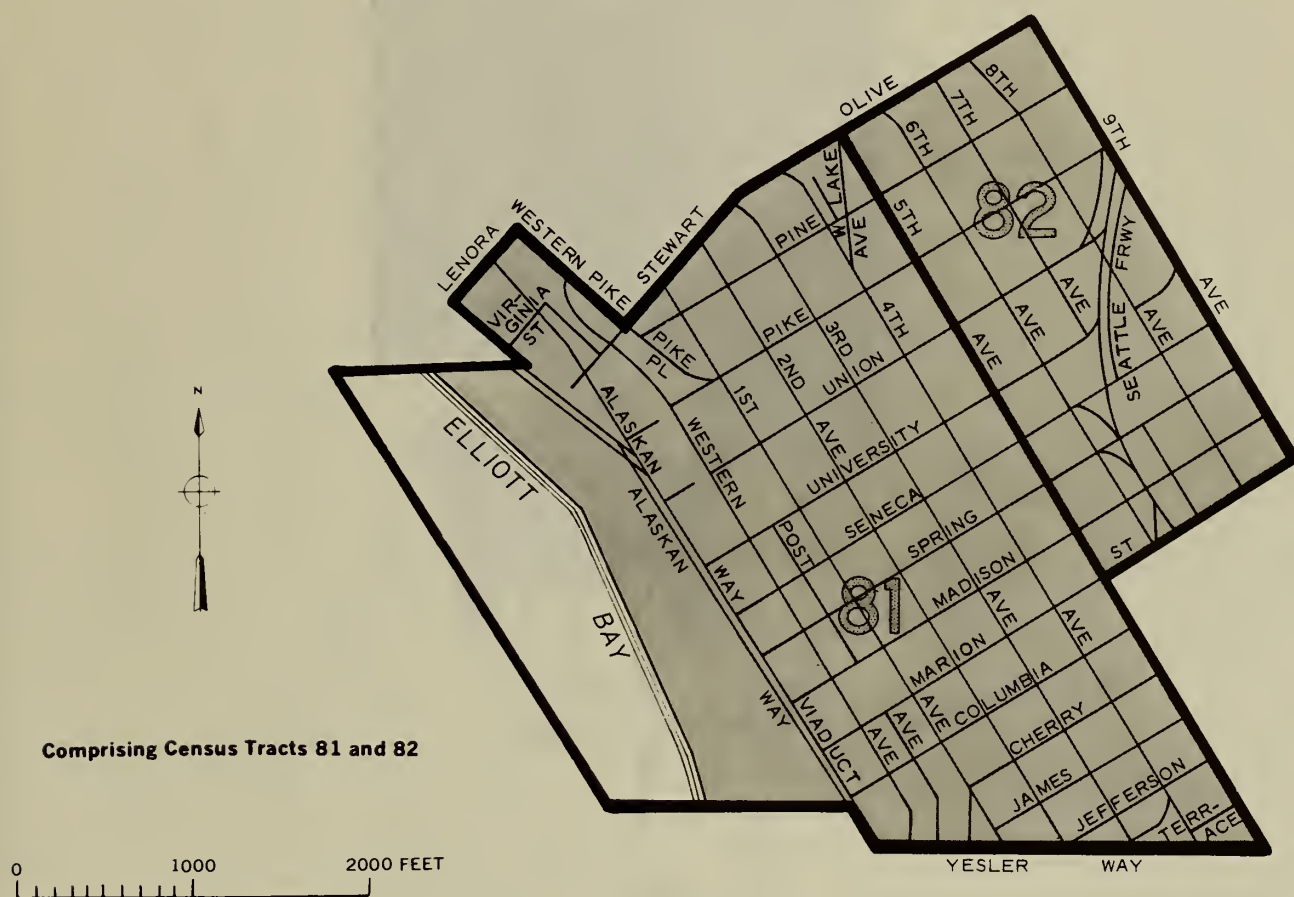 OLIVE
8TH
7TH
6TH
9TH
82
W LAKE
AVE
5TH
PINE
STEWART
WESTERN PIKE
LENORA
VIR-
GINIA
ST
PIKE
PL
PIKE
3RD
4TH
2ND
UNION
1ST
AVE
AVE
AVE
AVE
AVE
SEATTLE FRWY
N
ELLIOTT
BAY
ALASKAN
WESTERN
AVE
UNIVERSITY
ALASKAN
POST
SENECA
SPRING
ST
WAY
81
MADISON
AVE
AVE
MARION
COLUMBIA
WAY
VIADUCT
AVE
AVE
AVE
CHERRY
JAMES
JEFFERSON
TERR-
ACE
YESLER WAY
Comprising Census Tracts 81 and 82
0 1000 2000 FEET